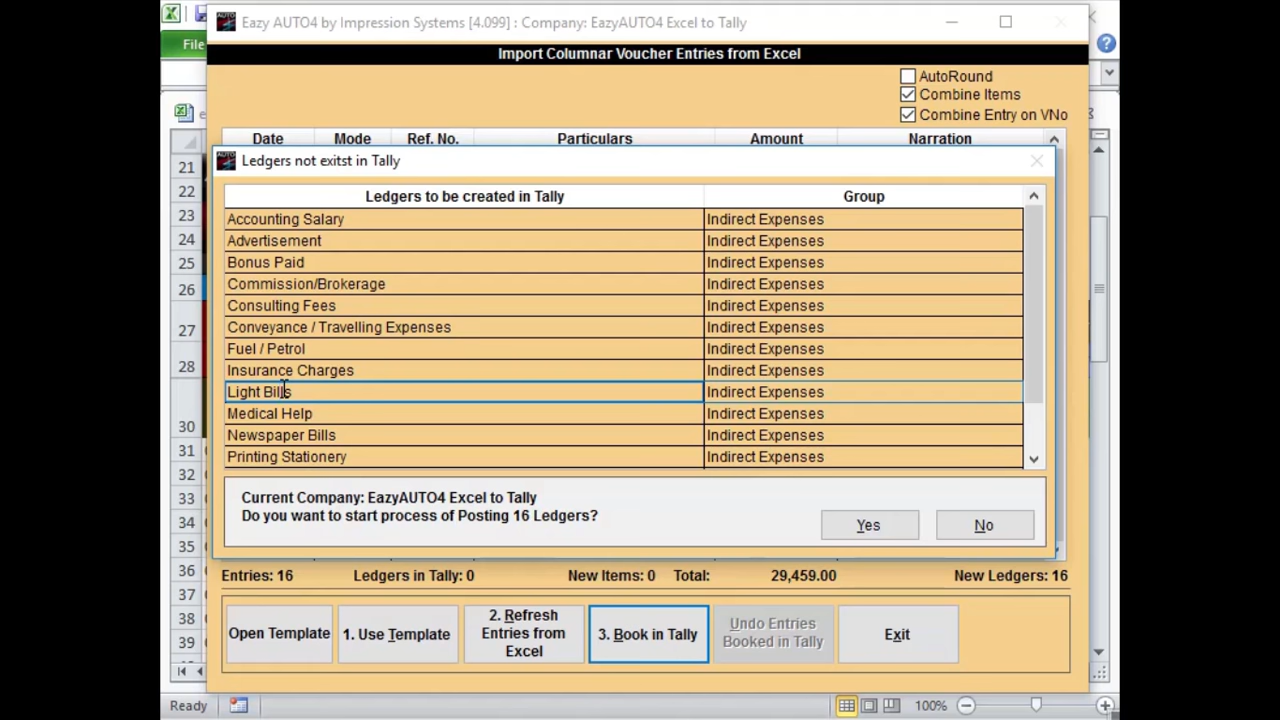 Eazy AUTO4 by Impression Systems [4.099] : Company: EazyAUTO4 Excel to Tally
File
Import Columnar Voucher Entries from Excel
AutoRound
Combine Items
Combine Entry on VNo
Date Mode Ref. No. Particulars Amount Narration
Ledgers not exitst in Tally
Ledgers to be created in Tally Group
Accounting Salary Indirect Expenses
Advertisement Indirect Expenses
Bonus Paid Indirect Expenses
Commission/Brokerage Indirect Expenses
Consulting Fees Indirect Expenses
Conveyance / Travelling Expenses Indirect Expenses
Fuel / Petrol Indirect Expenses
Insurance Charges Indirect Expenses
Light Bills Indirect Expenses
Medical Help Indirect Expenses
Newspaper Bills Indirect Expenses
Printing Stationery Indirect Expenses
Current Company: EazyAUTO4 Excel to Tally
Do you want to start process of Posting 16 Ledgers?
Yes No
Entries: 16 Ledgers in Tally: 0 New Items: 0 Total: 29,459.00 New Ledgers: 16
Open Template
1. Use Template
2. Refresh
Entries from
Excel
3. Book in Tally
Undo Entries
Booked in Tally
Exit
21
22
23
24
25
26
27
28
30
31
32
33
34
35
36
37
38
39
Ready 100%